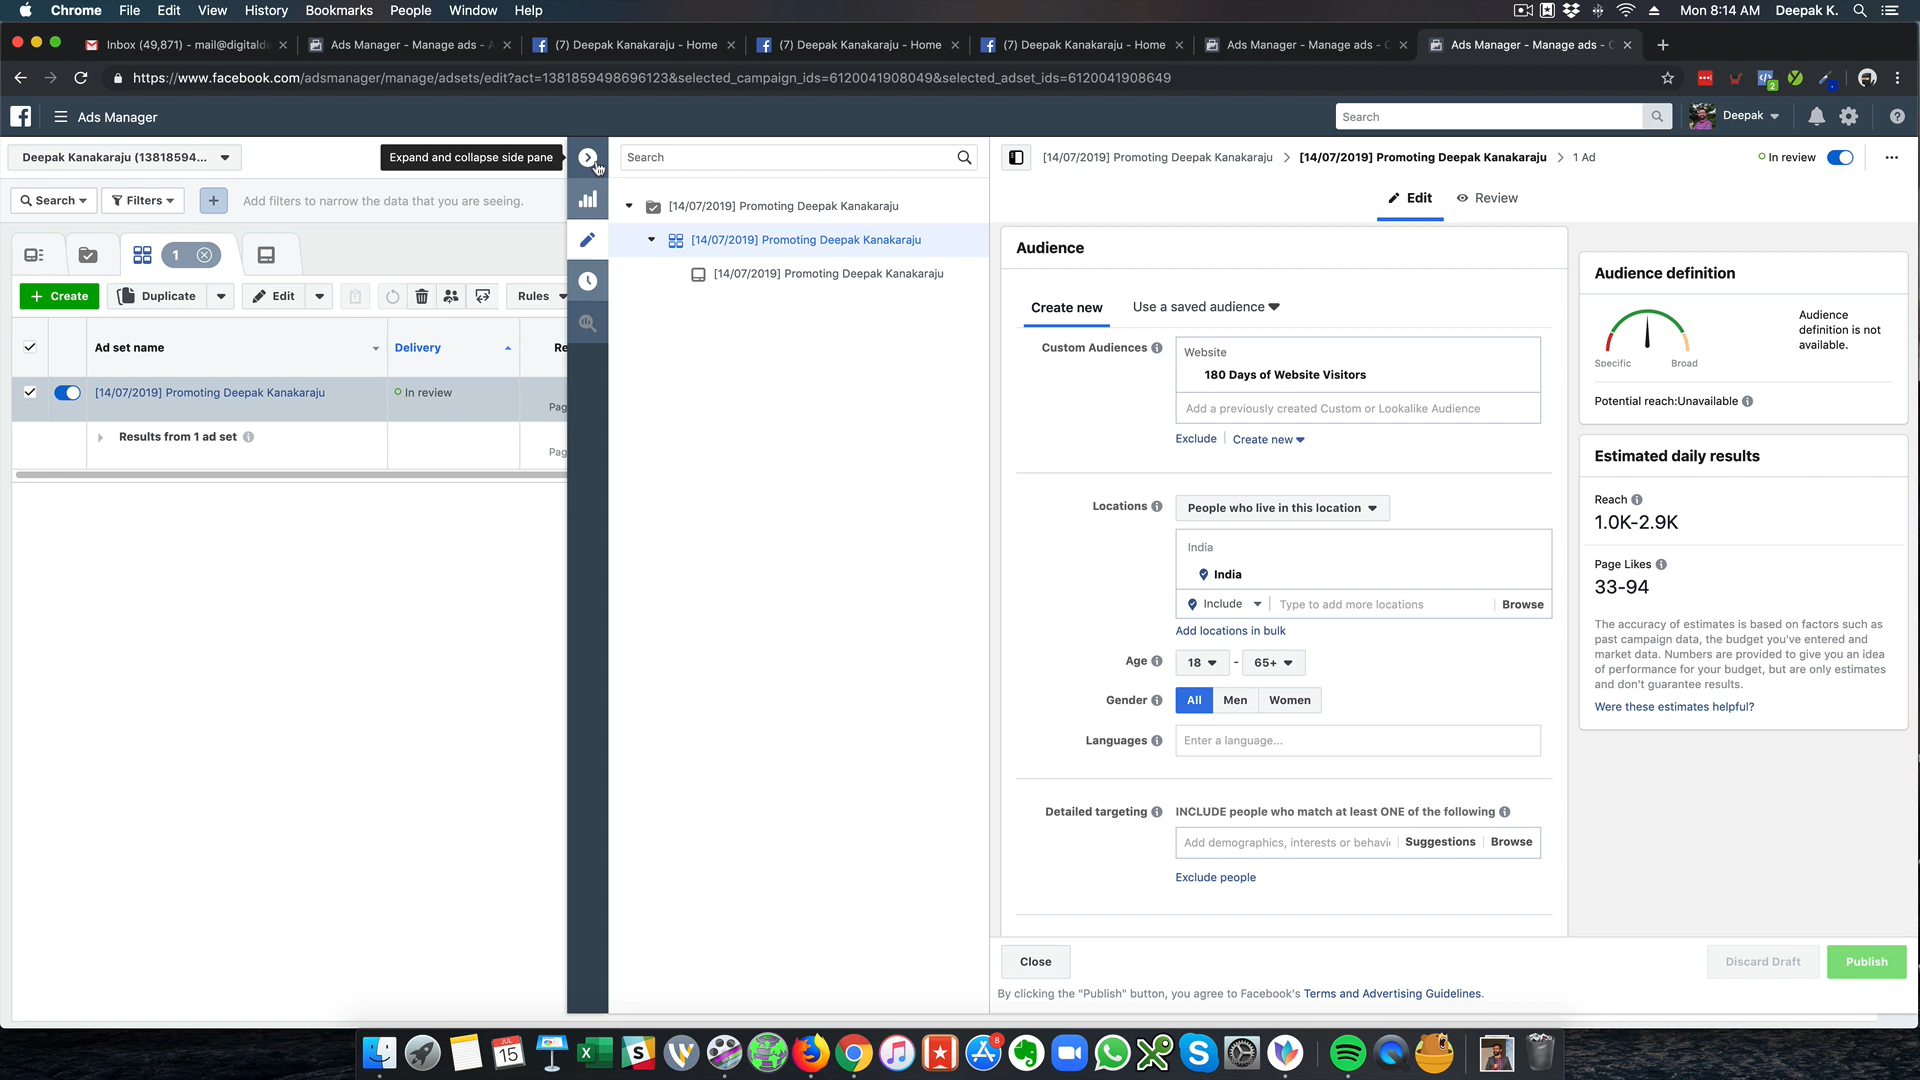 Chrome File Edit View History Bookmarks People Window Help Mon 8:14 AM Deepak K.
Inbox (49,871) - mail@digitalde
Ads Manager - Manage ads - A
(7) Deepak Kanakaraju - Home
(7) Deepak Kanakaraju - Home
(7) Deepak Kanakaraju - Home
Ads Manager - Manage ads - C
Ads Manager - Manage ads - C
https://www.facebook.com/adsmanager/manage/adsets/edit?act=1381859498696123&selected_campaign_ids=6120041908049&selected_adset_ids=6120041908649
2
Ads Manager
Search
Deepak
Deepak Kanakaraju (13818594...
Expand and collapse side pane
Search
[14/07/2019] Promoting Deepak Kanakaraju > [14/07/2019] Promoting Deepak Kanakaraju > 1 Ad
In review
Search
Filters
Add filters to narrow the data that you are seeing.
[14/07/2019] Promoting Deepak Kanakaraju
Edit
Review
[14/07/2019] Promoting Deepak Kanakaraju
1
[14/07/2019] Promoting Deepak Kanakaraju
+ Create
Duplicate
Edit
Rules
Ad set name
Delivery
Re
[14/07/2019] Promoting Deepak Kanakaraju
In review
Pag
Results from 1 ad set
Pag
Audience
Create new
Use a saved audience
Custom Audiences
Website
180 Days of Website Visitors
Add a previously created Custom or Lookalike Audience
Exclude
Create new
Locations
People who live in this location
India
India
Include
Type to add more locations
Browse
Add locations in bulk
Age
18 - 65+
Gender
All
Men
Women
Languages
Enter a language...
Detailed targeting
INCLUDE people who match at least ONE of the following
Add demographics, interests or behavi
Suggestions
Browse
Exclude people
Audience definition
Specific
Broad
Audience
definition is not
available.
Potential reach:Unavailable
Estimated daily results
Reach
1.0K-2.9K
Page Likes
33-94
The accuracy of estimates is based on factors such as
past campaign data, the budget you've entered and
market data. Numbers are provided to give you an idea
of performance for your budget, but are only estimates
and don't guarantee results.
Were these estimates helpful?
Close
Discard Draft
Publish
By clicking the "Publish" button, you agree to Facebook's Terms and Advertising Guidelines.
JUL
15
8